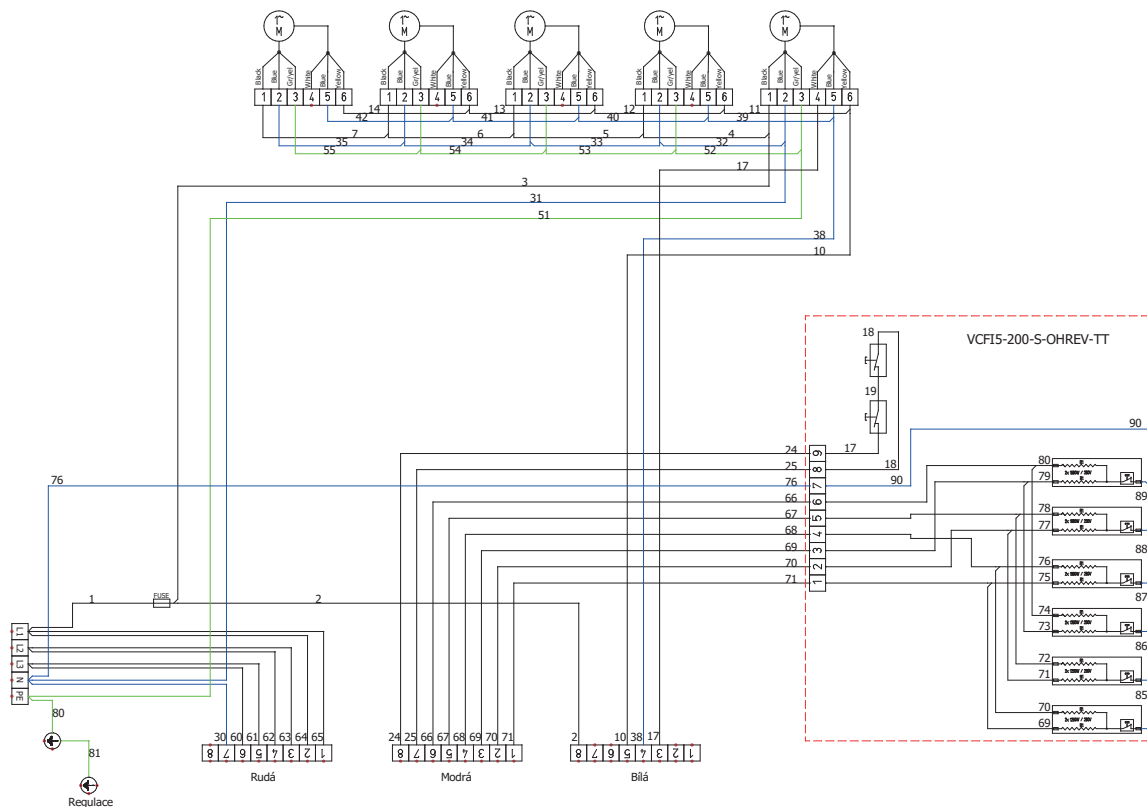 1~ 1~ 1~ 1~ 1~
M M M M M
Black Blue Gr/yel White Blue Yellow Black Blue Gr/yel White Blue Yellow Black Blue Gr/yel White Blue Yellow Black Blue Gr/yel White Blue Yellow Black Blue Gr/yel White Blue Yellow
1 2 3 4 5 6 1 2 3 4 5 6 1 2 3 4 5 6 1 2 3 4 5 6 1 2 3 4 5 6
14 13 12 11
42 41 40 39
7 6 5 4
35 34 33 32
55 54 53 52
17
3
31
51
38
10
VCFI5-200-S-OHREV-TT
18
19
90
24 9 17
25 8 18
76 76 7 90
66 6
67 5
68 4
69 3
70 2
71 1
80
79
89
78
77
88
76
75
87
74
73
86
72
71
85
70
69
1 FUSE 2
L1
L2
L3
N
PE
80
81
Regulace
30 60 61 62 63 64 65
8 7 6 5 4 3 2 1
Rudá
24 25 66 67 68 69 70 71
8 7 6 5 4 3 2 1
Modrá
2 10 38 17
8 7 6 5 4 3 2 1
Bílá